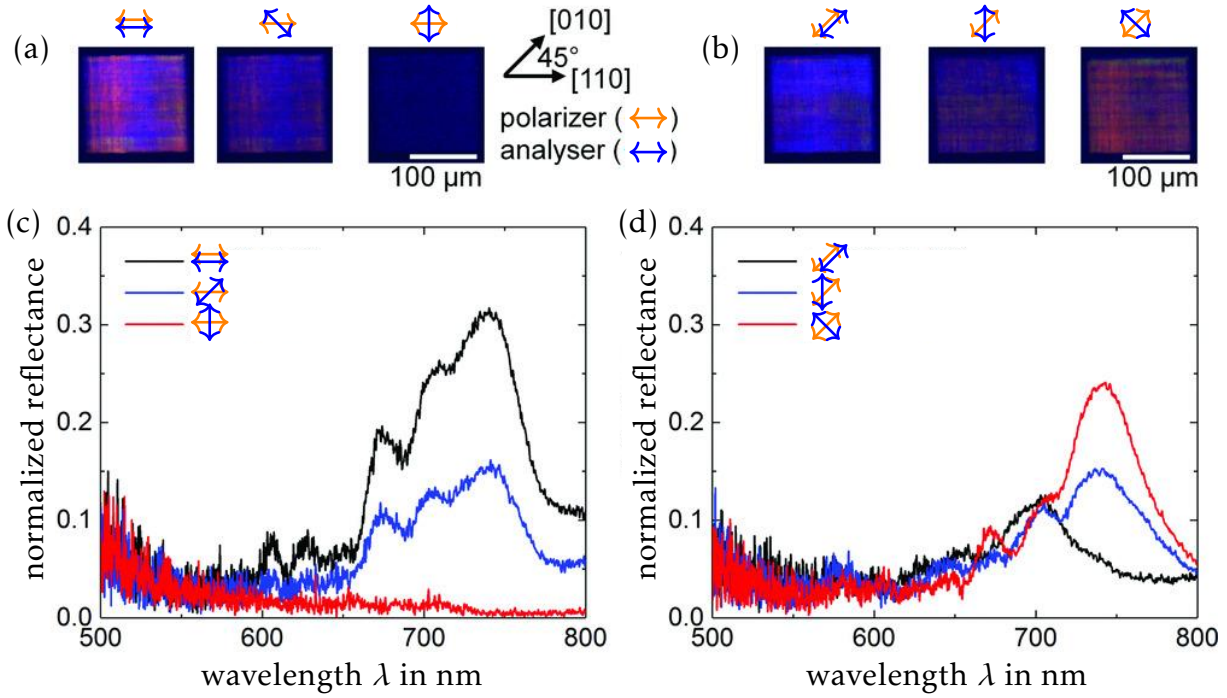 (a)
[010]
45°
[110]
polarizer ( )
analyser ( )
100 µm
(b)
100 µm
(c)
0.4
0.3
0.2
0.1
0.0
normalized reflectance
500 600 700 800
wavelength λ in nm
(d)
0.4
0.3
0.2
0.1
0.0
normalized reflectance
500 600 700 800
wavelength λ in nm